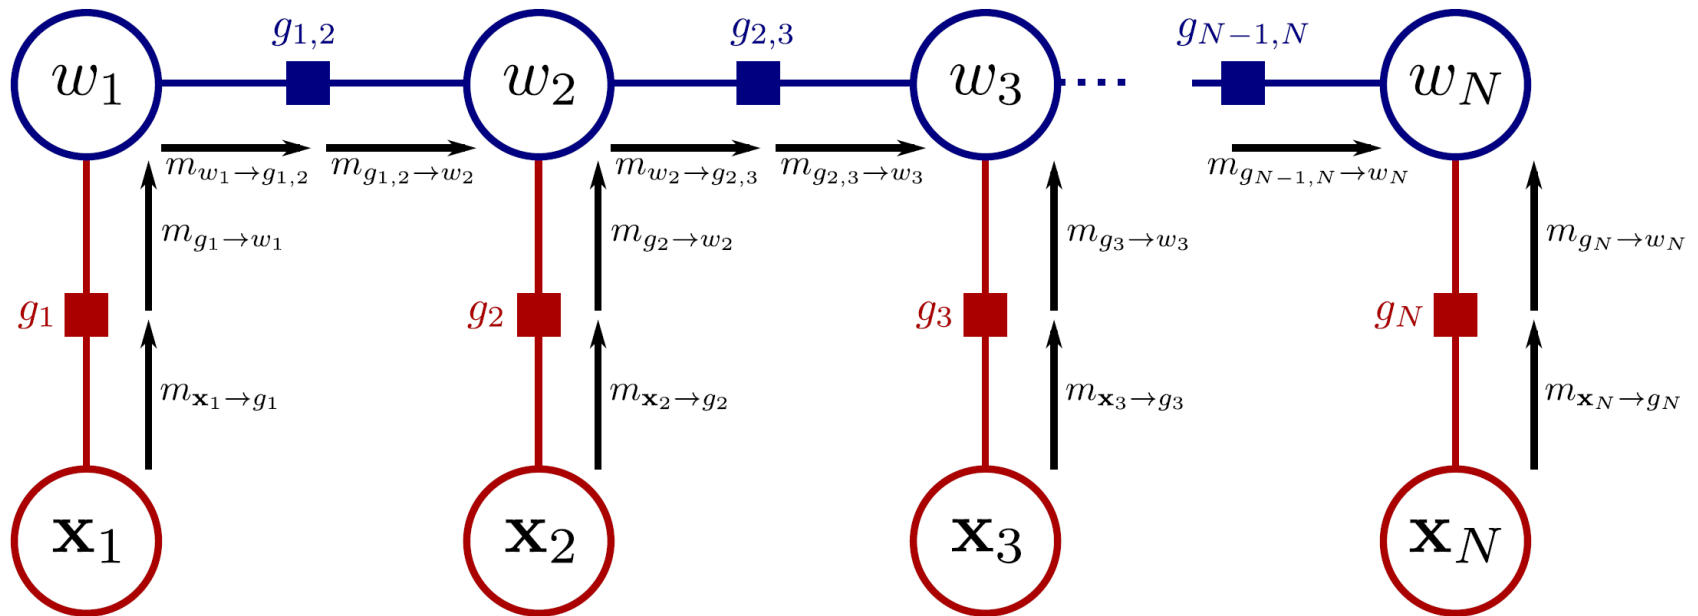 g_{1,2} g_{2,3} g_{N−1,N}
w_1 w_2 w_3 w_N
m_{w_1→g_{1,2}} m_{g_{1,2}→w_2} m_{w_2→g_{2,3}} m_{g_{2,3}→w_3} m_{g_{N−1,N}→w_N}
m_{g_1→w_1} m_{g_2→w_2} m_{g_3→w_3} m_{g_N→w_N}
g_1 g_2 g_3 g_N
m_{𝐱_1→g_1} m_{𝐱_2→g_2} m_{𝐱_3→g_3} m_{𝐱_N→g_N}
𝐱_1 𝐱_2 𝐱_3 𝐱_N